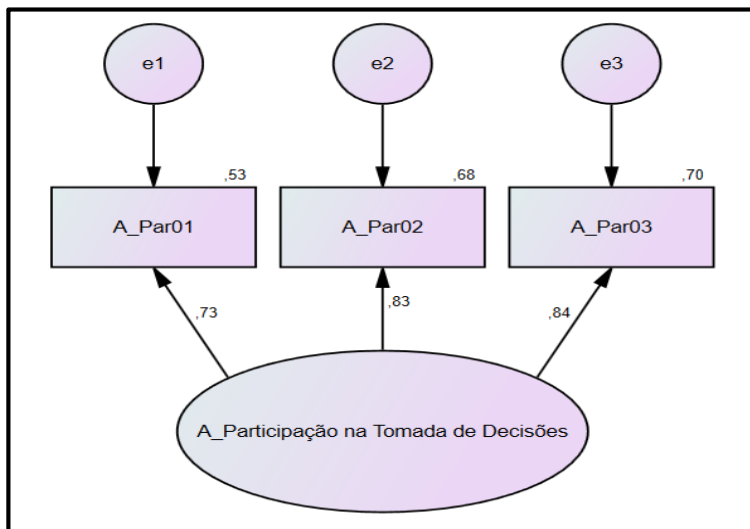 e1 e2 e3
,53 ,68 ,70
A_Par01 A_Par02 A_Par03
,73 ,83 ,84
A_Participação na Tomada de Decisões